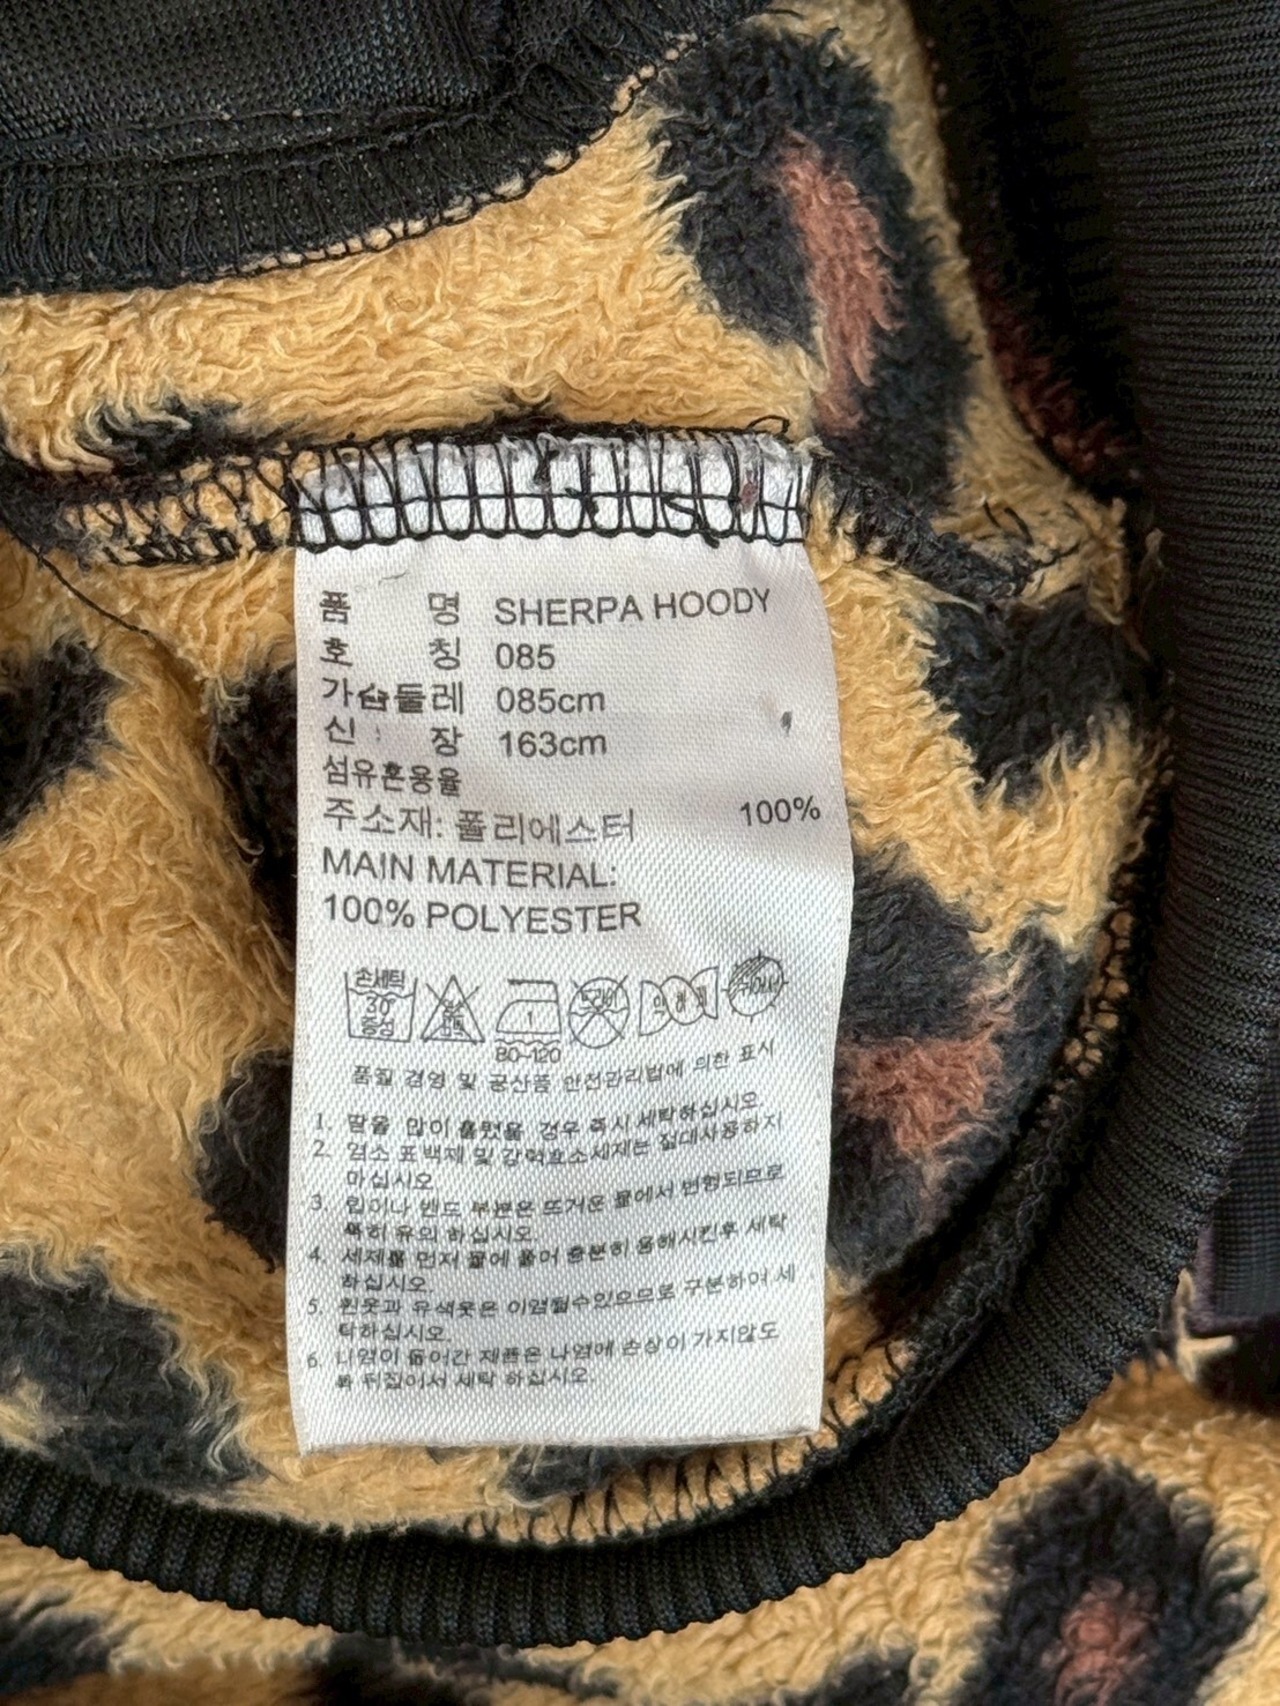 품 명 SHERPA HOODY
호 칭 085
가슴둘레 085cm
신 장 163cm
섬유혼용율
주소재: 폴리에스터 100%
MAIN MATERIAL:
100% POLYESTER
손세탁
30°
중성
1
80~120
품질 경영 및 공산품 안전관리법에 의한 표시
1. 땀을 많이 흘렸을 경우 즉시 세탁하십시오
2. 염소 표백제 및 강력효소세제는 절대사용하지
마십시오
3. 립이나 밴드 부분은 뜨거운 물에서 변형되므로
특히 유의 하십시오.
4. 세제를 먼저 물에 풀어 충분히 용해시킨후 세탁
하십시오.
5. 흰옷과 유색옷은 이염될수있으므로 구분하여 세
탁하십시오.
6. 나염이 들어간 제품은 나염에 손상이 가지않도
록 뒤집어서 세탁 하십시오.